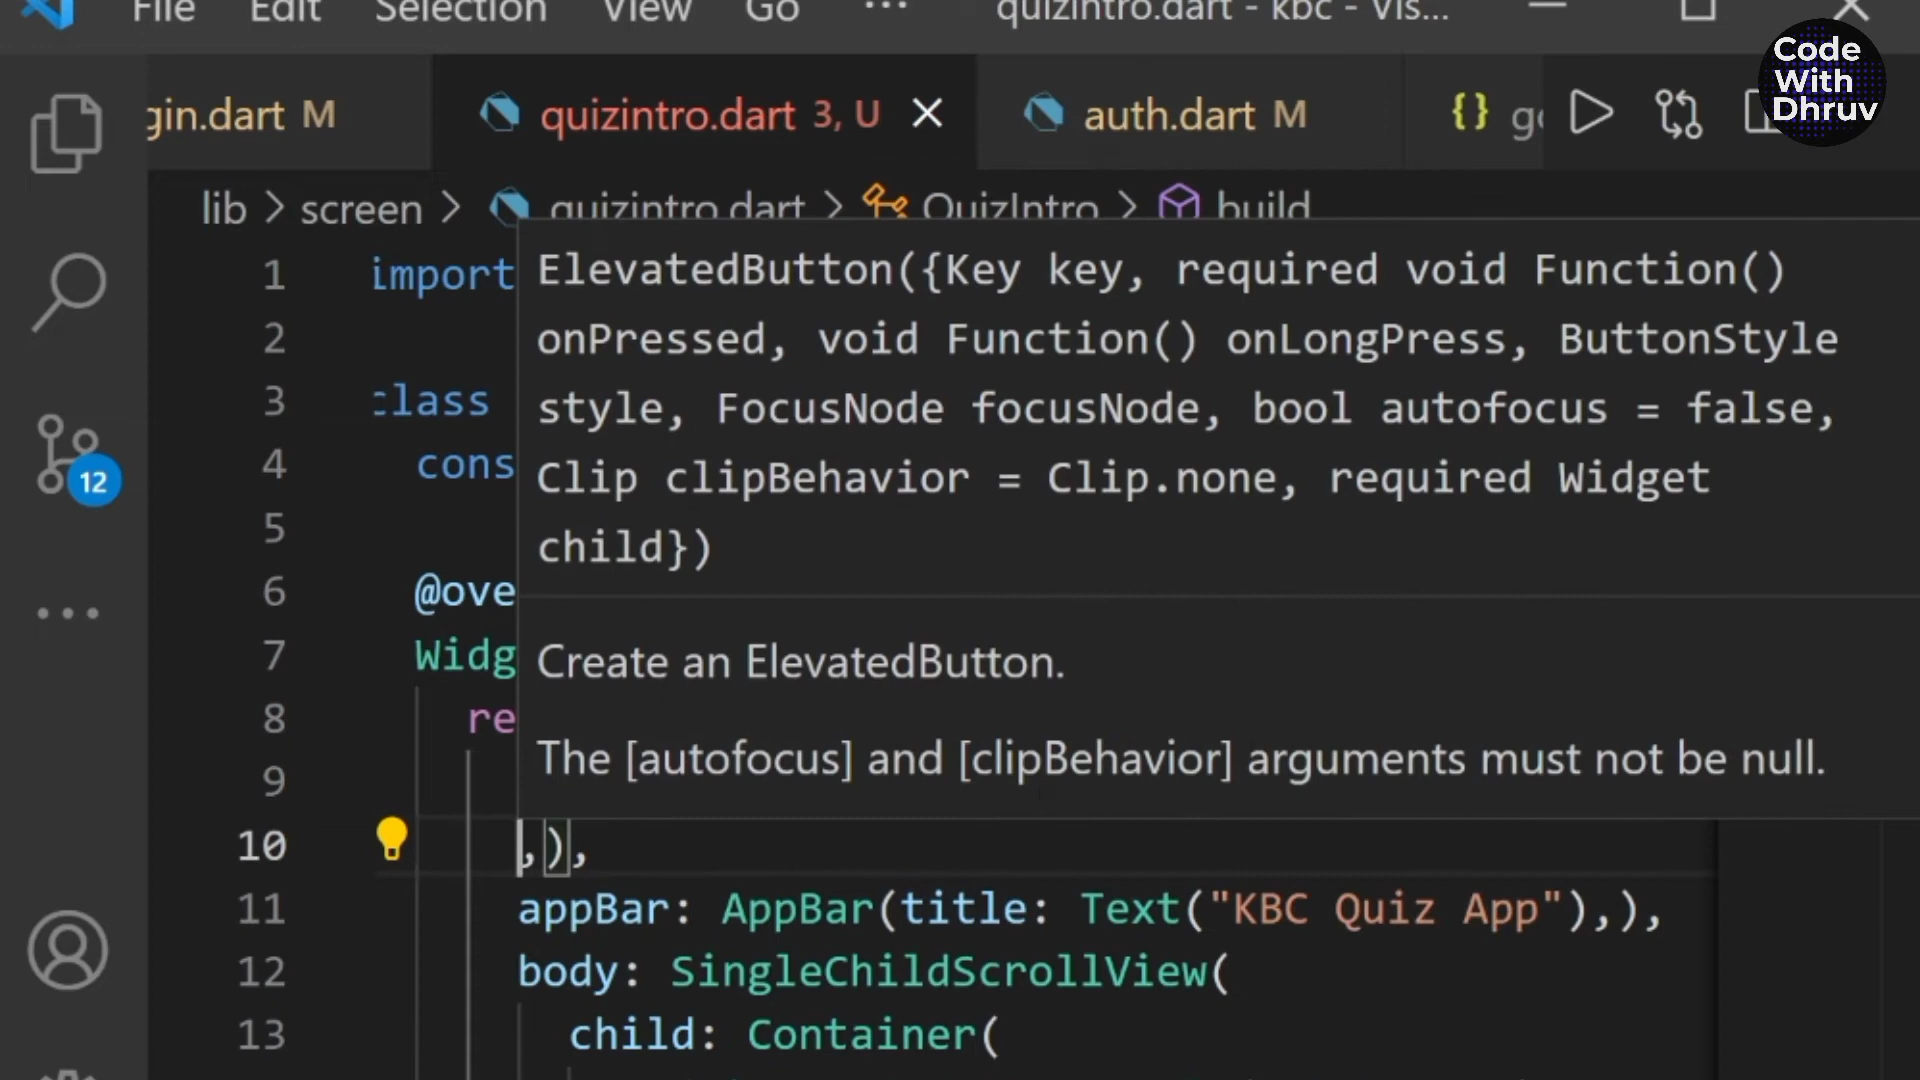 File Edit Selection View Go ... quizintro.dart - kbc - Vis...
Code
With
Dhruv
gin.dart M quizintro.dart 3, U auth.dart M {}
lib > screen > quizintro.dart > QuizIntro > build
1 import
ElevatedButton({Key key, required void Function()
2
onPressed, void Function() onLongPress, ButtonStyle
3 class
style, FocusNode focusNode, bool autofocus = false,
4 cons
Clip clipBehavior = Clip.none, required Widget
5
child})
6 @ove
7 Widg
Create an ElevatedButton.
8 re
The [autofocus] and [clipBehavior] arguments must not be null.
9
10 ,),
11 appBar: AppBar(title: Text("KBC Quiz App"),),
12 body: SingleChildScrollView(
13 child: Container(
12